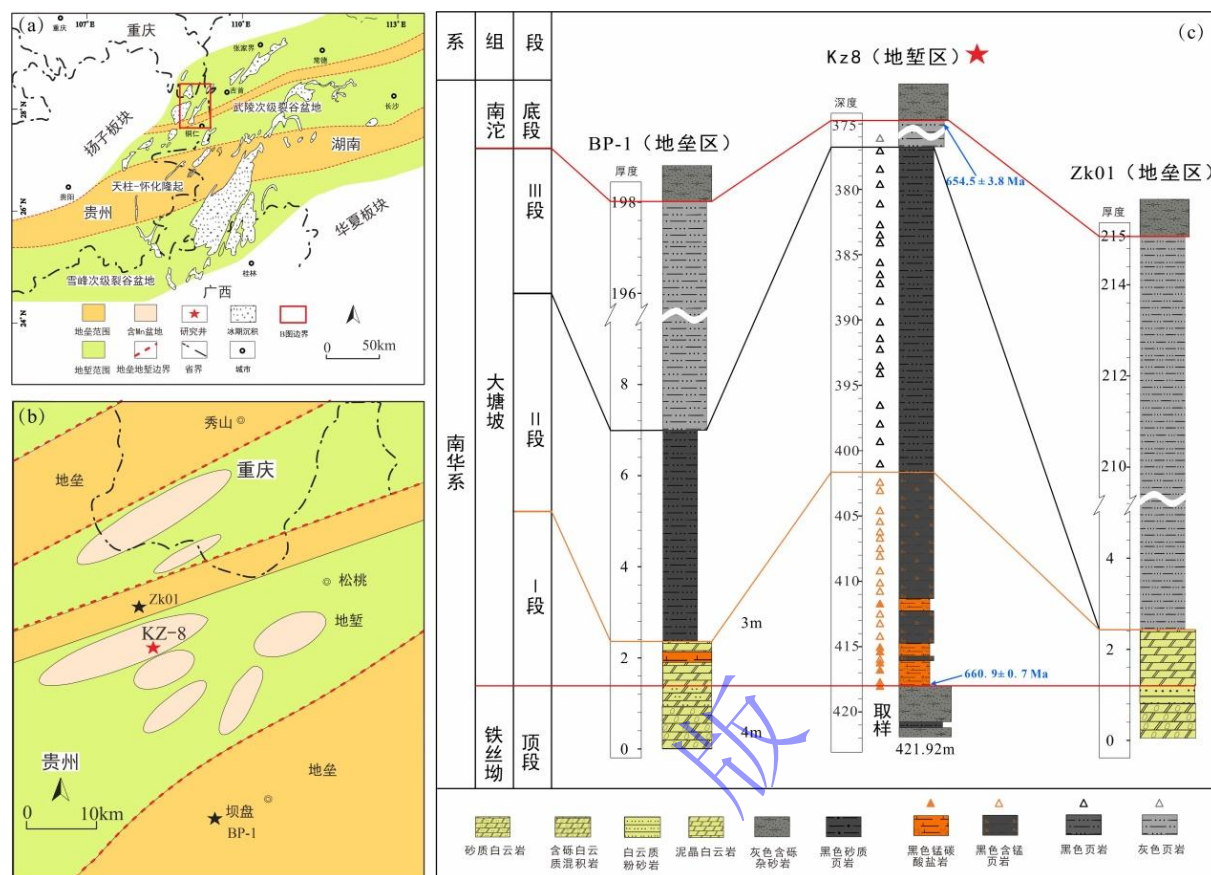 (a)
107°E
110°E
113°E
重庆
重庆
张家界
常德
吉首
武陵次级裂谷盆地
长沙
28°N
扬子板块
铜仁
湖南
天柱-怀化隆起
贵阳
贵州
26°N
华夏板块
雪峰次级裂谷盆地
桂林
广西
24°N
地垒范围
含Mn盆地
研究井
冰期沉积
B图边界
地堑范围
地垒地堑边界
省界
城市
0
50km
(b)
秀山
重庆
地垒
松桃
Zk01
地堑
KZ-8
贵州
地垒
0
10km
坝盘
BP-1
(c)
系
组
段
南华系
南沱
大塘坡
铁丝坳
底段
III段
II段
I段
顶段
BP-1（地垒区）
厚度
198
196
8
6
4
2
0
3m
4m
Kz8（地堑区）
深度
375
380
385
390
395
400
405
410
415
420
取样
421.92m
654.5±3.8 Ma
660.9±0.7 Ma
Zk01（地垒区）
厚度
215
214
212
210
4
2
0
版
砂质白云岩
含砾白云质混积岩
白云质粉砂岩
泥晶白云岩
灰色含砾杂砂岩
黑色砂质页岩
黑色锰碳酸盐岩
黑色含锰页岩
黑色页岩
灰色页岩